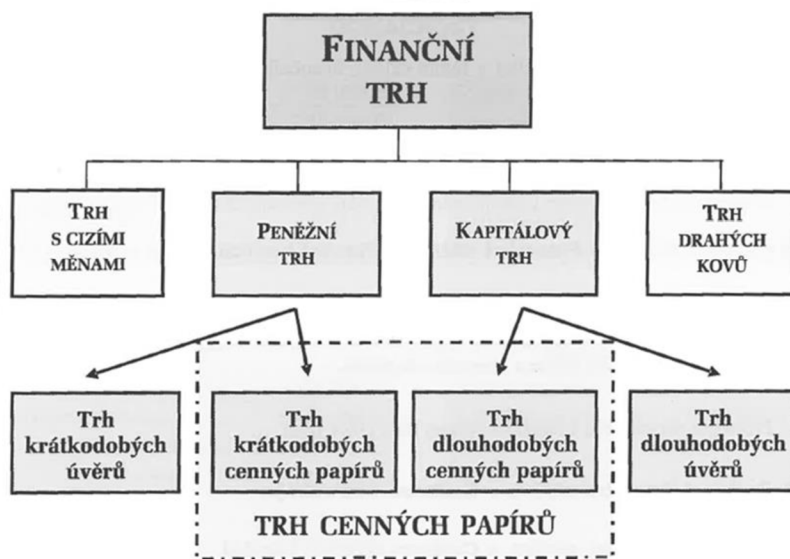 FINANČNÍ
TRH
TRH
S CIZÍMI
MĚNAMI
PENĚŽNÍ
TRH
KAPITÁLOVÝ
TRH
TRH
DRAHÝCH
KOVŮ
Trh
krátkodobých
úvěrů
Trh
krátkodobých
cenných papírů
Trh
dlouhodobých
cenných papírů
Trh
dlouhodobých
úvěrů
TRH CENNÝCH PAPÍRŮ